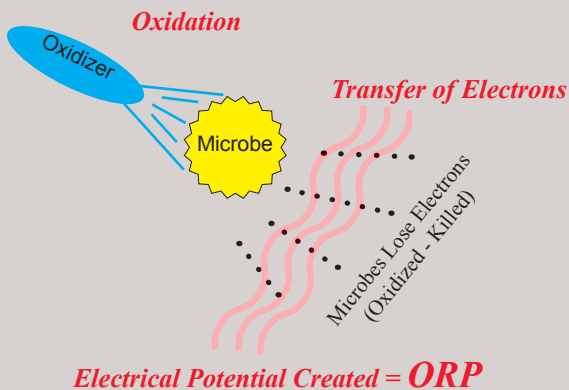 Oxidation
Oxidizer
Microbe
Transfer of Electrons
Microbes Lose Electrons
(Oxidized - Killed)
Electrical Potential Created = ORP